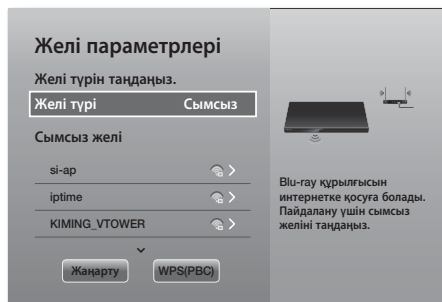 Желі параметрлері
Желі түрін таңдаңыз.
Желі түрі Сымсыз
Сымсыз желі
si-ap
iptime
KIMING_VTOWER
Жаңарту WPS(PBC)
Blu-ray құрылғысын
интернетке қосуға болады.
Пайдалану үшін сымсыз
желіні таңдаңыз.